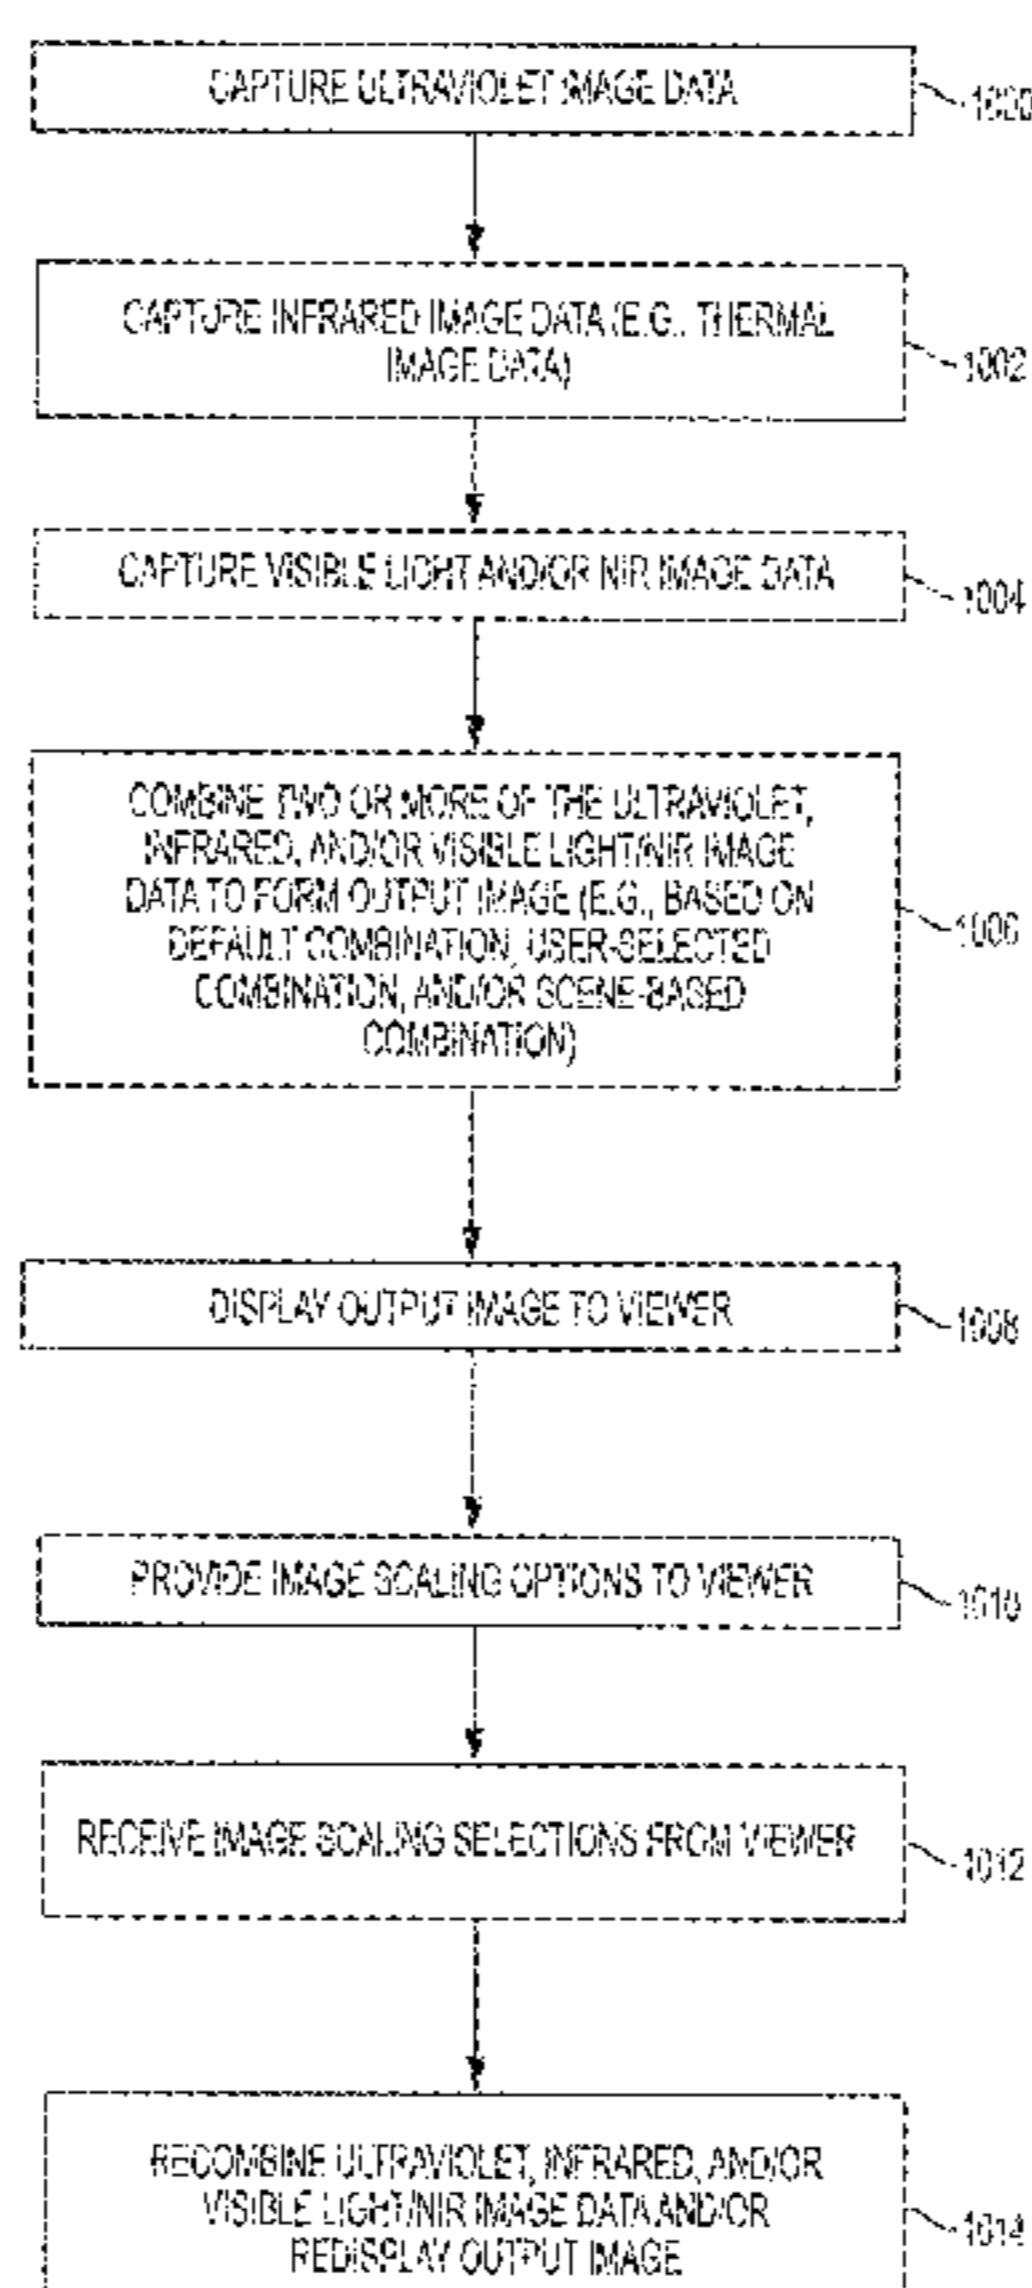 CAPTURE ULTRAVIOLET IMAGE DATA
1000
CAPTURE INFRARED IMAGE DATA (E.G., THERMAL
IMAGE DATA)
1002
CAPTURE VISIBLE LIGHT AND/OR NIR IMAGE DATA
1004
COMBINE TWO OR MORE OF THE ULTRAVIOLET,
INFRARED, AND/OR VISIBLE LIGHT/NIR IMAGE
DATA TO FORM OUTPUT IMAGE (E.G., BASED ON
DEFAULT COMBINATION, USER-SELECTED
COMBINATION, AND/OR SCENE-BASED
COMBINATION)
1006
DISPLAY OUTPUT IMAGE TO VIEWER
1008
PROVIDE IMAGE SCALING OPTIONS TO VIEWER
1010
RECEIVE IMAGE SCALING SELECTIONS FROM VIEWER
1012
RECOMBINE ULTRAVIOLET, INFRARED, AND/OR
VISIBLE LIGHT/NIR IMAGE DATA AND/OR
REDISPLAY OUTPUT IMAGE
1014